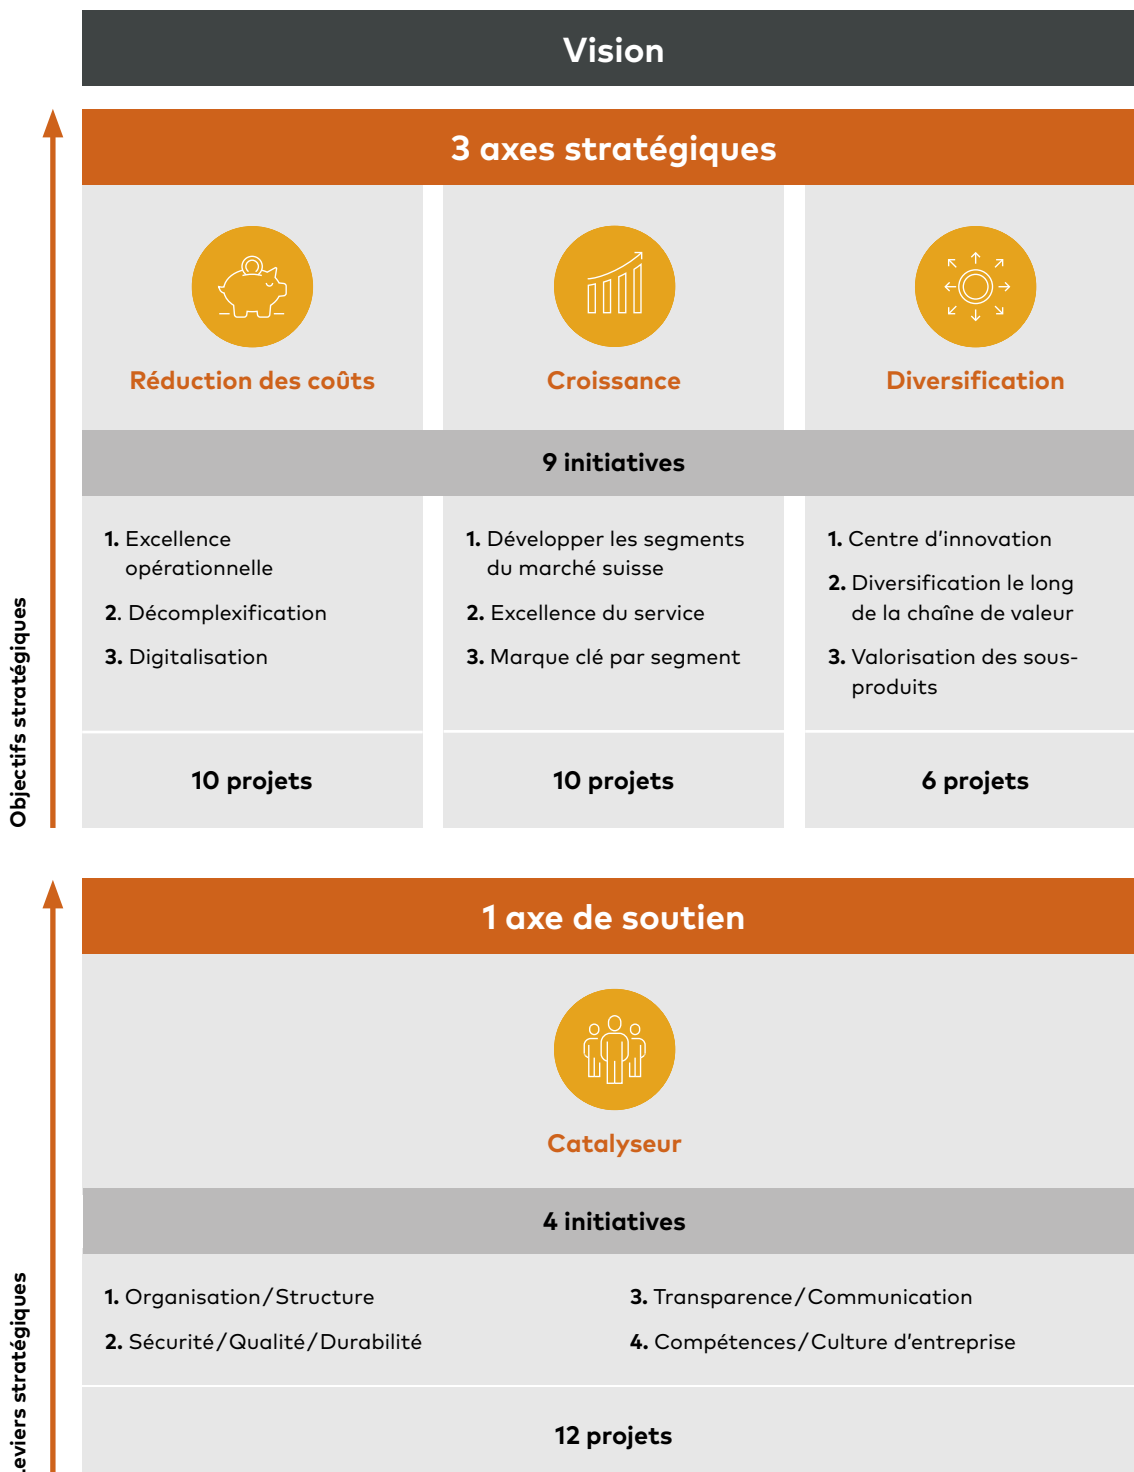 Vision
3 axes stratégiques
Réduction des coûts
Croissance
Diversification
9 initiatives
1. Excellence
opérationnelle
2. Décomplexification
3. Digitalisation
1. Développer les segments
du marché suisse
2. Excellence du service
3. Marque clé par segment
1. Centre d'innovation
2. Diversification le long
de la chaîne de valeur
3. Valorisation des sous-
produits
10 projets
10 projets
6 projets
Objectifs stratégiques
1 axe de soutien
Catalyseur
4 initiatives
1. Organisation/Structure
2. Sécurité/Qualité/Durabilité
3. Transparence/Communication
4. Compétences/Culture d'entreprise
12 projets
Leviers stratégiques